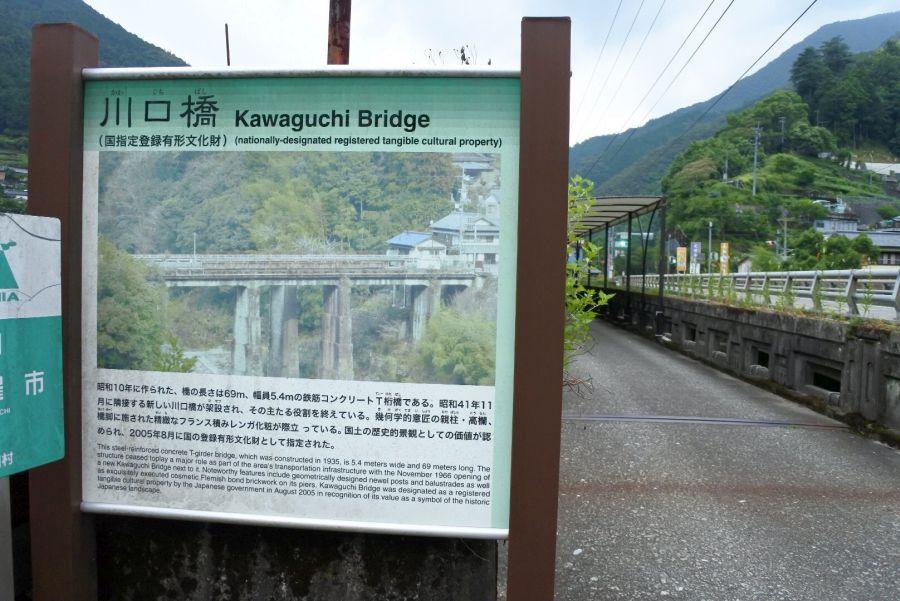 かわ ぐち ばし
川口橋 Kawaguchi Bridge
(国指定登録有形文化財) (nationally-designated registered tangible cultural property)
昭和10年に作られた、橋の長さは69m、幅員5.4mの鉄筋コンクリートT桁橋である。昭和41年11
月に隣接する新しい川口橋が架設され、その主たる役割を終えている。幾何学的意匠の親柱・高欄、
橋脚に施された精緻なフランス積みレンガ化粧が際立っている。国土の歴史的景観としての価値が認
められ、2005年8月に国の登録有形文化財として指定された。
This steel-reinforced concrete T-girder bridge, which was constructed in 1935, is 5.4 meters wide and 69 meters long. The
structure ceased toplay a major role as part of the area's transportation infrastructure with the November 1966 opening of
a new Kawaguchi Bridge next to it. Noteworthy features include geometrically designed newel posts and balustrades as well
as exquisitely executed cosmetic Flemish bond brickwork on its piers. Kawaguchi Bridge was designated as a registered
tangible cultural property by the Japanese government in August 2005 in recognition of its value as a symbol of the historic
Japanese landscape.
市
村